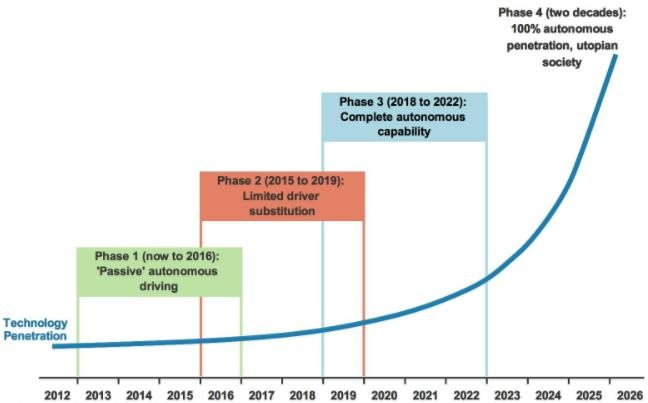 Phase 4 (two decades):
100% autonomous
penetration, utopian
society
Phase 3 (2018 to 2022):
Complete autonomous
capability
Phase 2 (2015 to 2019):
Limited driver
substitution
Phase 1 (now to 2016):
'Passive' autonomous
driving
Technology
Penetration
2012 2013 2014 2015 2016 2017 2018 2019 2020 2021 2022 2023 2024 2025 2026